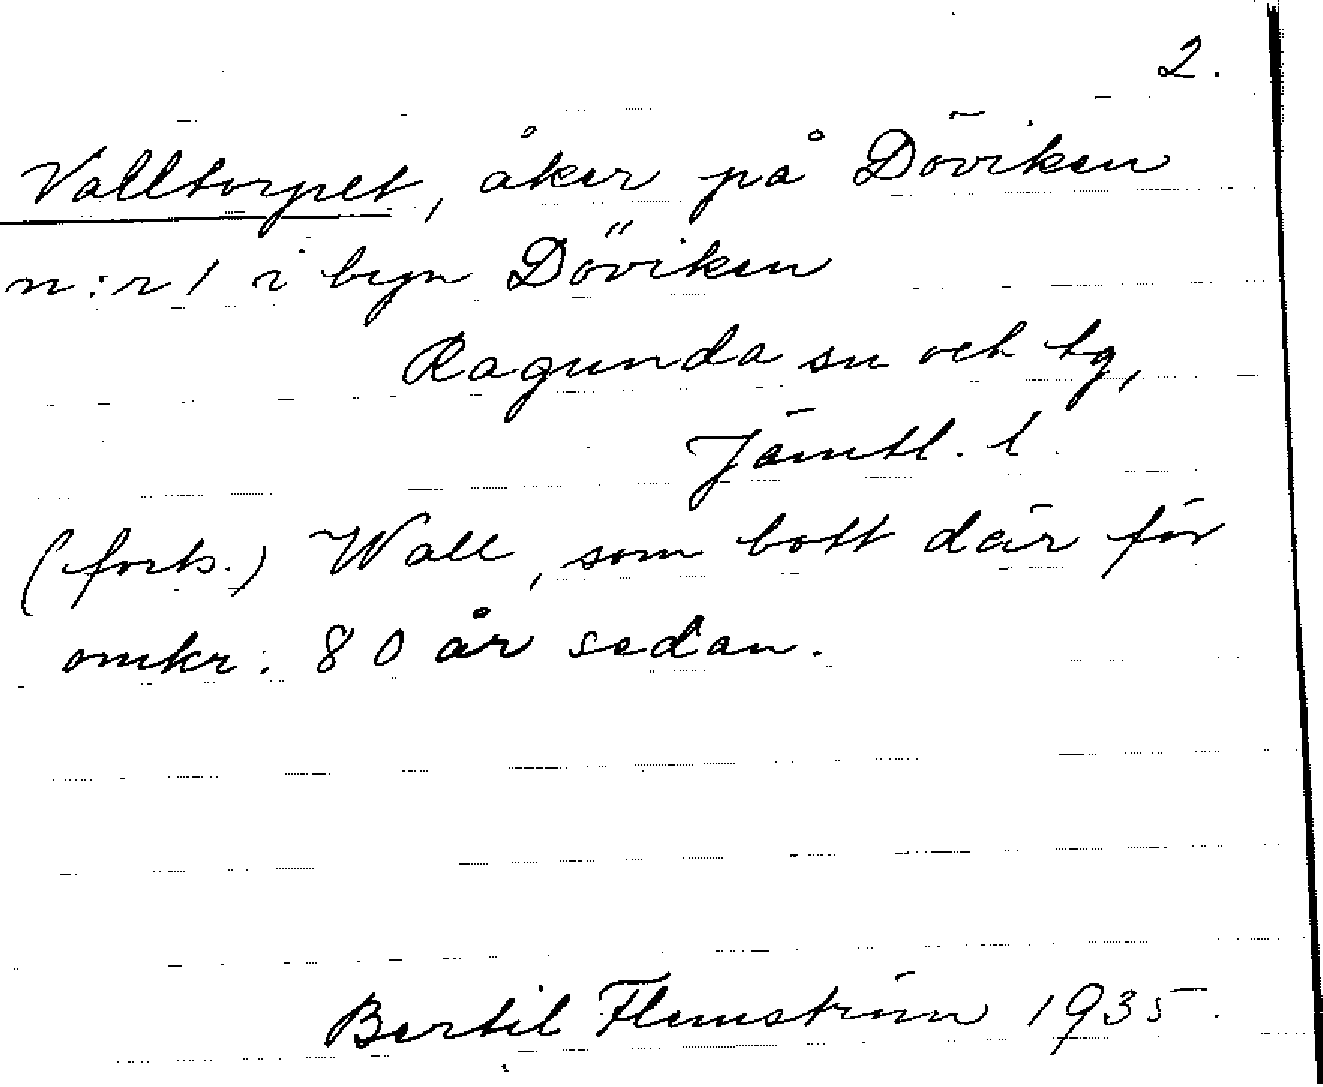 2.
Valltorpet, åker på Döviken
n:r 1 i byn Döviken
Ragunda sn och tg,
Jämtl. l.
(forts.) Wall, som bott där för
omkr. 80 år sedan.
Bertil Flemström 1935.